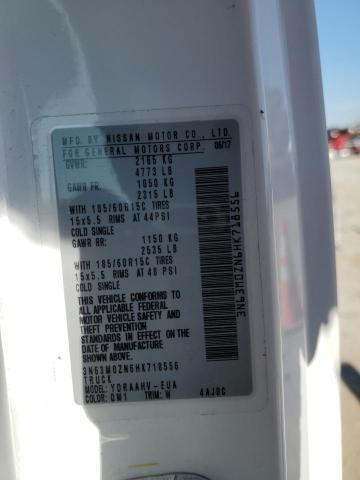 MFD. BY NISSAN MOTOR CO., LTD.
FOR GENERAL MOTORS CORP. 06/17
GVWR: 2165 KG
4773 LB
GAWR FR: 1050 KG
2315 LB
WITH 185/60R15C TIRES
15x5.5 RIMS AT 44PSI
COLD SINGLE
GAWR RR: 1150 KG
2535 LB
WITH 185/60R15C TIRES
15x5.5 RIMS AT 48 PSI
COLD SINGLE
THIS VEHICLE CONFORMS TO ALL
APPLICABLE FEDERAL MOTOR
VEHICLE SAFETY STANDARDS
IN EFFECT ON THE DATE OF
MANUFACTURE SHOWN ABOVE.
3N63M0ZN6HK718556
TRUCK
MODEL: YDRAAHV-EUA
COLOR: QM1 TRIM: W 4AJ0C
3N63M0ZN6HK718556